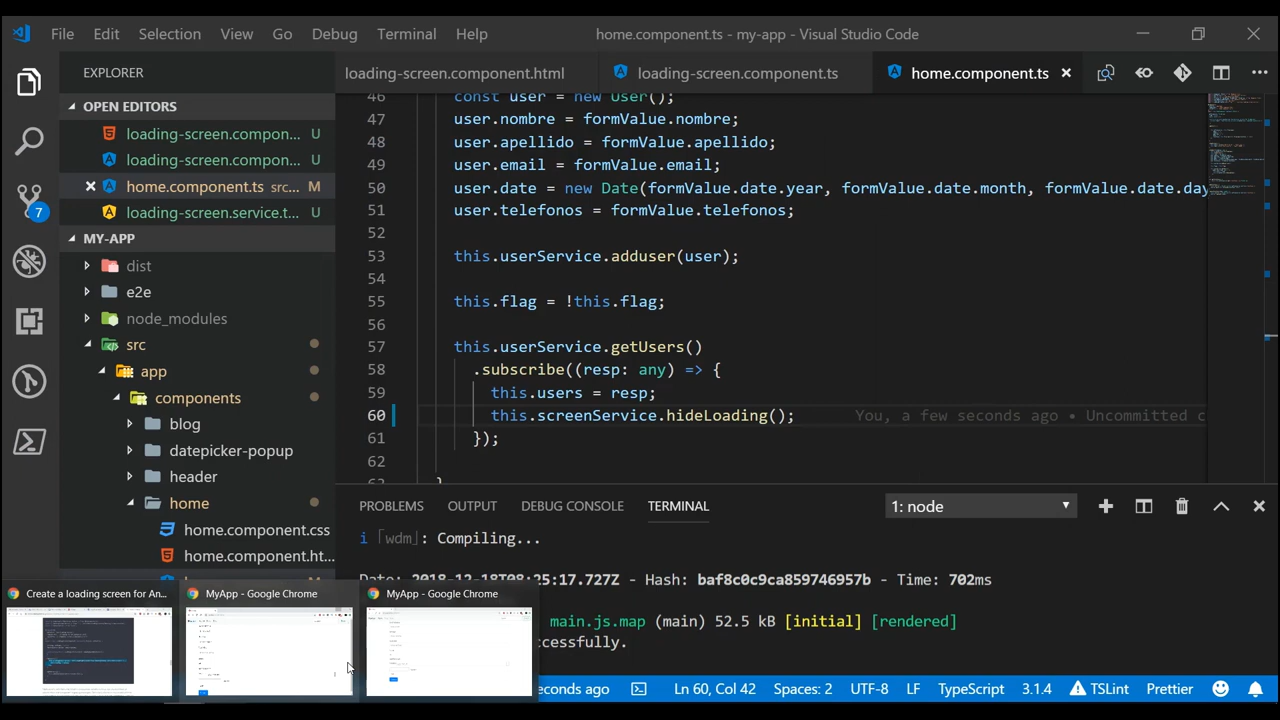 File Edit Selection View Go Debug Terminal Help
home.component.ts - my-app - Visual Studio Code
EXPLORER
loading-screen.component.html
loading-screen.component.ts
home.component.ts
OPEN EDITORS
loading-screen.compon... U
loading-screen.compon... U
home.component.ts src... M
loading-screen.service.t... U
7
MY-APP
dist
e2e
node_modules
src
app
components
blog
datepicker-popup
header
home
home.component.css
home.component.ht...
46 const user = new User();
47 user.nombre = formValue.nombre;
48 user.apellido = formValue.apellido;
49 user.email = formValue.email;
50 user.date = new Date(formValue.date.year, formValue.date.month, formValue.date.day
51 user.telefonos = formValue.telefonos;
52
53 this.userService.adduser(user);
54
55 this.flag = !this.flag;
56
57 this.userService.getUsers()
58 .subscribe((resp: any) => {
59 this.users = resp;
60 this.screenService.hideLoading(); You, a few seconds ago • Uncommitted c
61 });
62
PROBLEMS OUTPUT DEBUG CONSOLE TERMINAL
1: node
i ｢wdm｣: Compiling...
- Hash: - Time: 702ms
main.js.map (main) 52.3 kB [initial] [rendered]
Create a loading screen for An...
MyApp - Google Chrome
MyApp - Google Chrome
Spaces: 2 UTF-8 LF TypeScript 3.1.4 TSLint Prettier